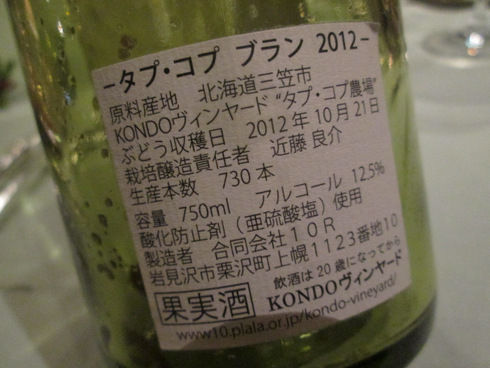 −タプ・コプ ブラン 2012−
原料産地 北海道三笠市
KONDOヴィンヤード “タプ・コプ農場”
ぶどう収穫日 2012年10月21日
栽培醸造責任者 近藤 良介
生産本数 730本
容量 750ml アルコール 12.5%
酸化防止剤(亜硫酸塩)使用
製造者 合同会社10R
岩見沢市栗沢町上幌1123番地10
飲酒は20歳になってから
果実酒
KONDOヴィンヤード
www10.plala.or.jp/kondo-vineyard/